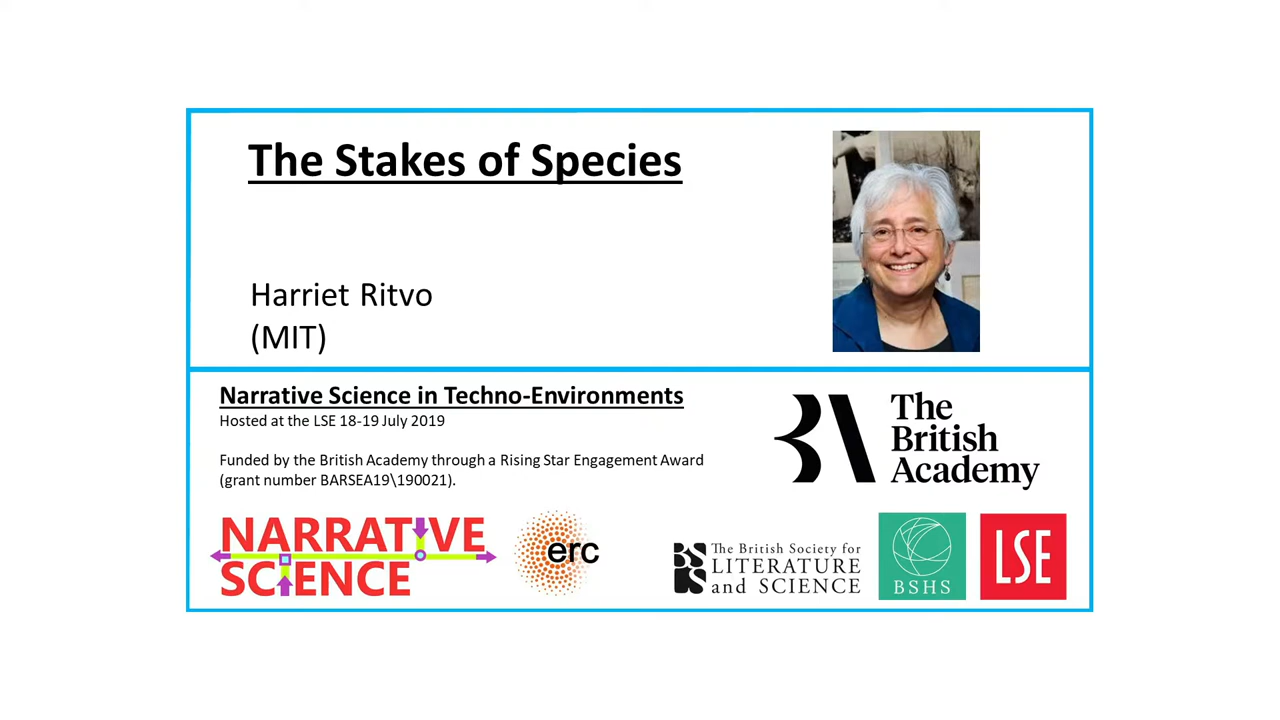 The Stakes of Species
Harriet Ritvo
(MIT)
Narrative Science in Techno-Environments
Hosted at the LSE 18-19 July 2019
Funded by the British Academy through a Rising Star Engagement Award
(grant number BARSEA19\190021).
The
British
Academy
NARRATIVE
SCIENCE
erc
BS
LS
The British Society for
LITERATURE
and SCIENCE
BSHS
LSE